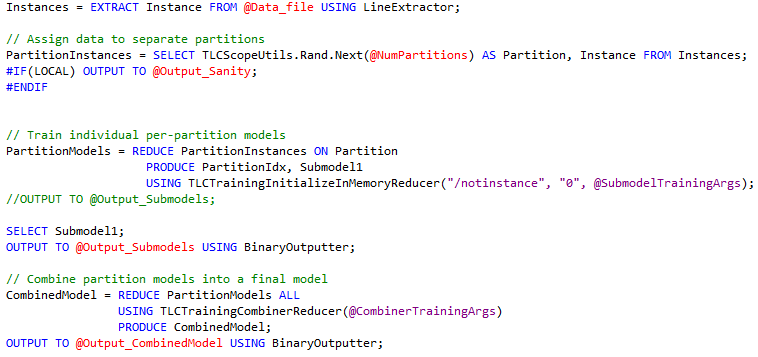 Instances = EXTRACT Instance FROM @Data_file USING LineExtractor;
// Assign data to separate partitions
PartitionInstances = SELECT TLCScopeUtils.Rand.Next(@NumPartitions) AS Partition, Instance FROM Instances;
#IF(LOCAL) OUTPUT TO @Output_Sanity;
#ENDIF
// Train individual per-partition models
PartitionModels = REDUCE PartitionInstances ON Partition
PRODUCE PartitionIdx, Submodel1
USING TLCTrainingInitializeInMemoryReducer("/notinstance", "0", @SubmodelTrainingArgs);
//OUTPUT TO @Output_Submodels;
SELECT Submodel1;
OUTPUT TO @Output_Submodels USING BinaryOutputter;
// Combine partition models into a final model
CombinedModel = REDUCE PartitionModels ALL
USING TLCTrainingCombinerReducer(@CombinerTrainingArgs)
PRODUCE CombinedModel;
OUTPUT TO @Output_CombinedModel USING BinaryOutputter;